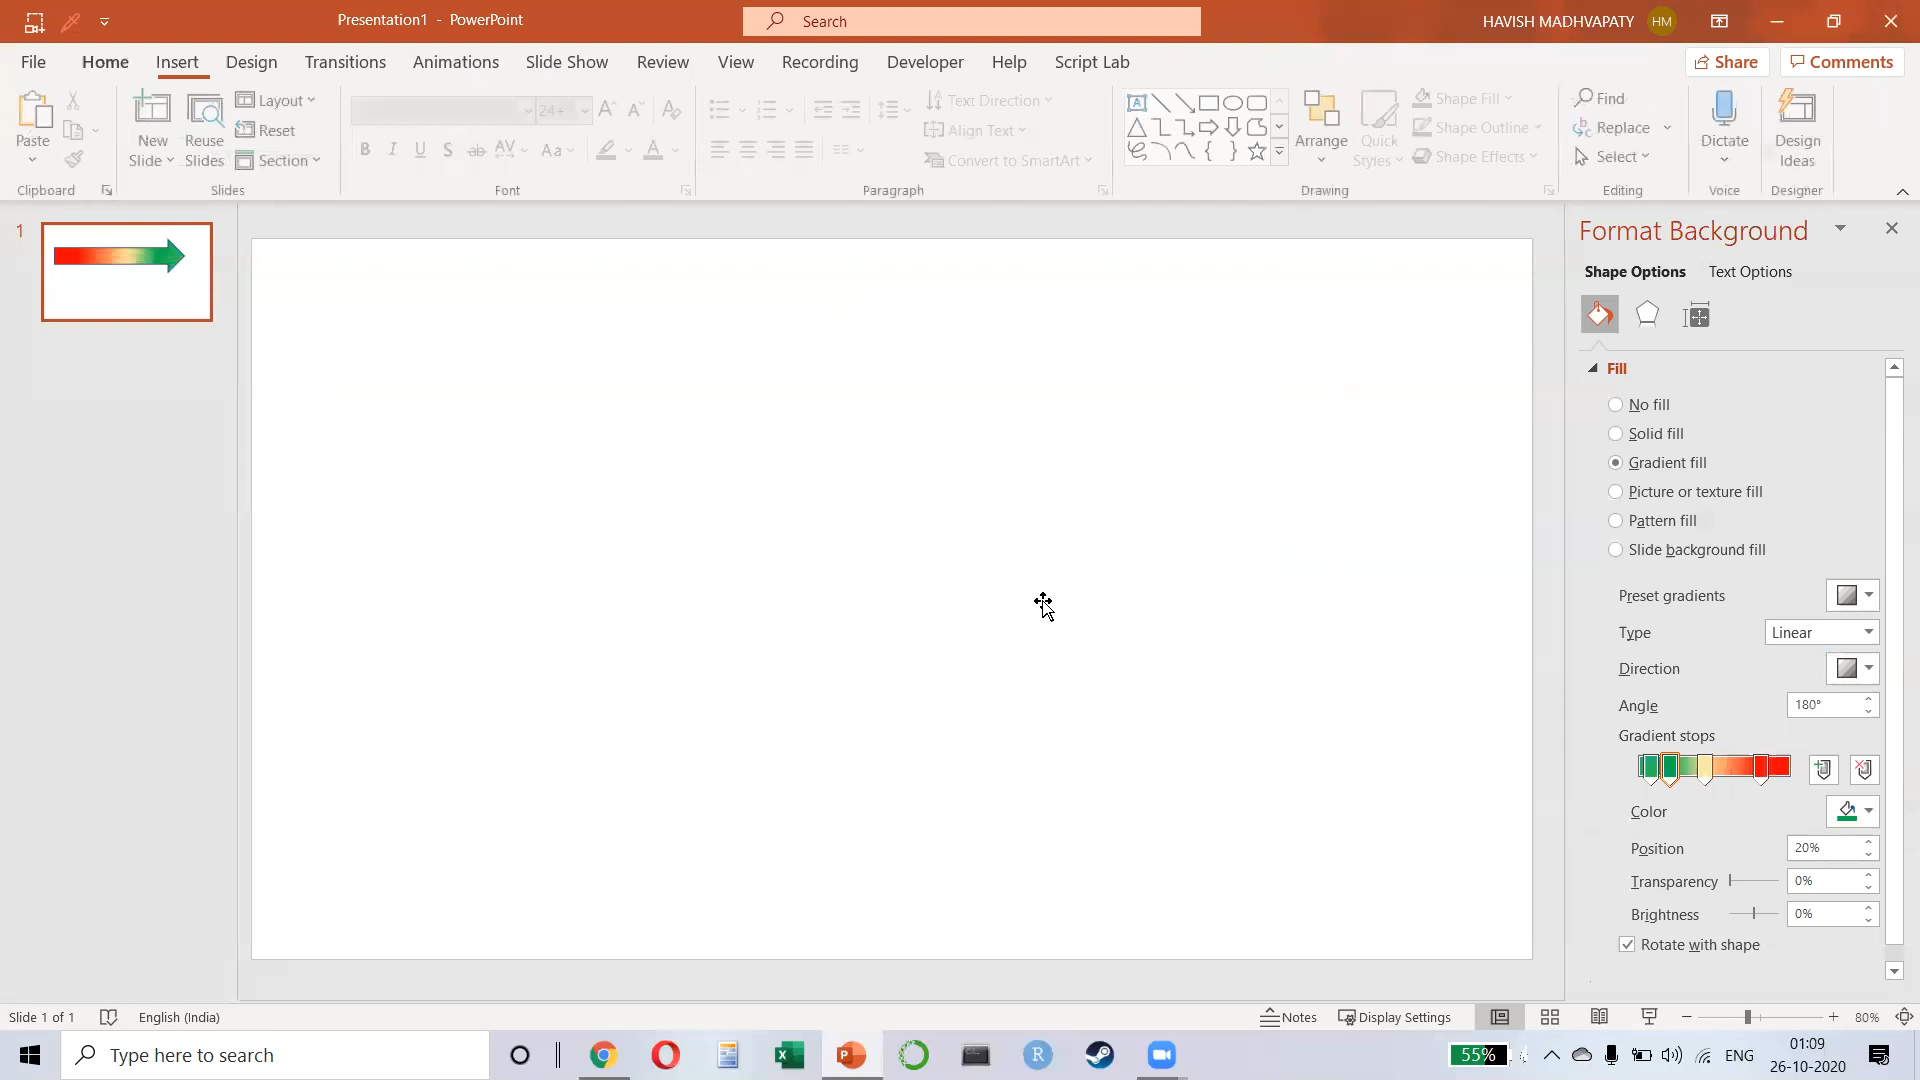 Presentation1 - PowerPoint
Search
HAVISH MADHVAPATY HM
File Home Insert Design Transitions Animations Slide Show Review View Recording Developer Help Script Lab
Share Comments
Paste
Clipboard
New Slide
Reuse Slides
Layout
Reset
Section
Slides
24+
B I U S ab AV Aa A
Font
Text Direction
Align Text
Convert to SmartArt
Paragraph
Arrange
Quick Styles
Shape Fill
Shape Outline
Shape Effects
Drawing
Find
Replace
Select
Editing
Dictate
Voice
Design Ideas
Designer
1
Format Background
Shape Options Text Options
Fill
No fill
Solid fill
Gradient fill
Picture or texture fill
Pattern fill
Slide background fill
Preset gradients
Type Linear
Direction
Angle 180°
Gradient stops
Color
Position 20%
Transparency 0%
Brightness 0%
Rotate with shape
Slide 1 of 1 English (India)
Notes Display Settings 80%
Type here to search
55%
ENG
01:09
26-10-2020